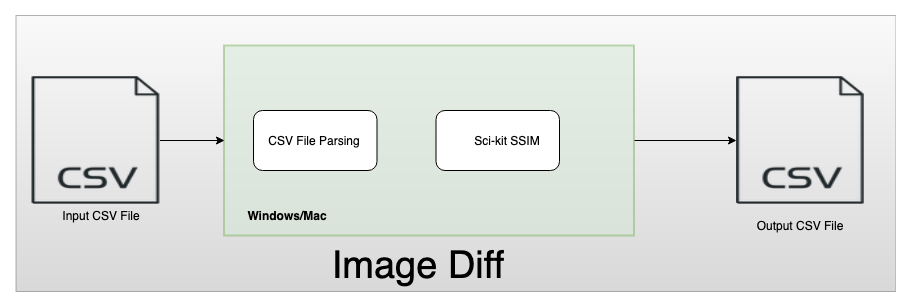 CSV
Input CSV File
CSV File Parsing
Sci-kit SSIM
Windows/Mac
CSV
Output CSV File
Image Diff